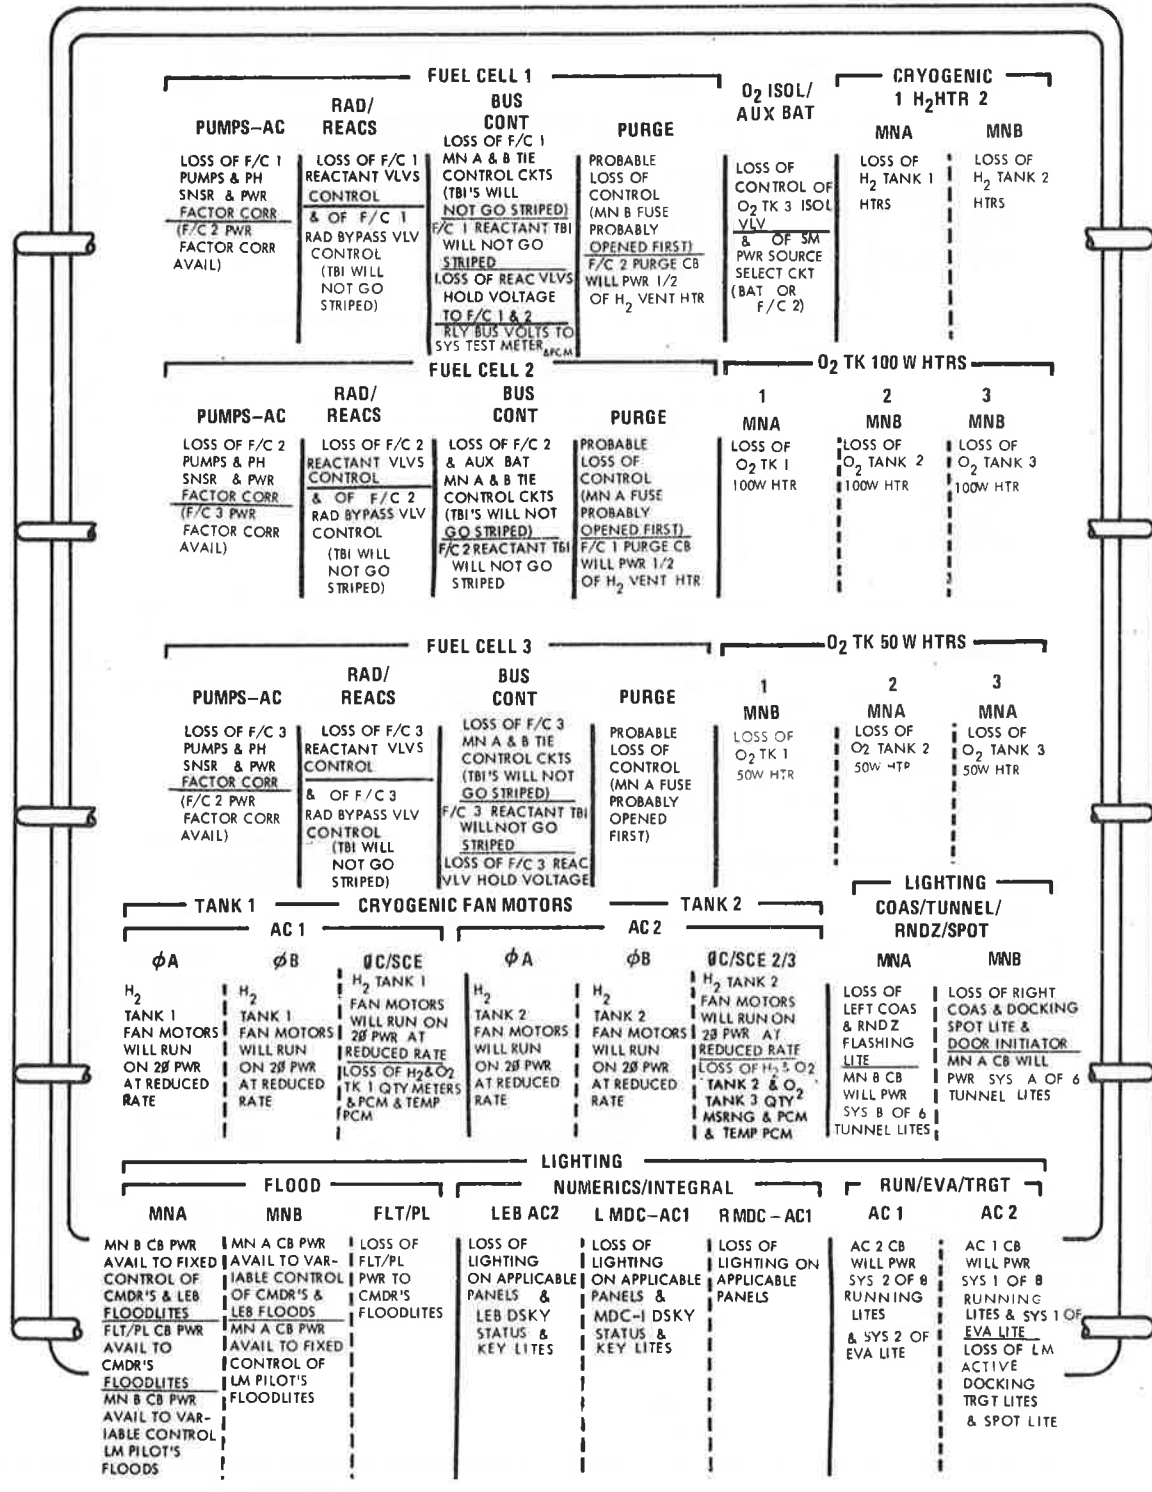 FUEL CELL 1
PUMPS-AC
LOSS OF F/C 1
PUMPS & PH
SNSR & PWR
FACTOR CORR
(F/C 2 PWR
FACTOR CORR
AVAIL)
RAD/
REACS
LOSS OF F/C 1
REACTANT VLVS
CONTROL
& OF F/C 1
RAD BYPASS VLV
CONTROL
(TBI WILL
NOT GO
STRIPED)
BUS
CONT
LOSS OF F/C 1
MN A & B TIE
CONTROL CKTS
(TBI'S WILL
NOT GO STRIPED)
F/C 1 REACTANT TBI
WILL NOT GO
STRIPED
LOSS OF REAC VLVS
HOLD VOLTAGE
TO F/C 1 & 2
RLY BUS VOLTS TO
SYS TEST METER
PURGE
PROBABLE
LOSS OF
CONTROL
(MN B FUSE
PROBABLY
OPENED FIRST)
F/C 2 PURGE CB
WILL PWR 1/2
OF H2 VENT HTR
O2 ISOL/
AUX BAT
LOSS OF
CONTROL OF
O2 TK 3 ISOL
VLV
& OF SM
PWR SOURCE
SELECT CKT
(BAT OR
F/C 2)
CRYOGENIC
1 H2HTR 2
MNA
LOSS OF
H2 TANK 1
HTRS
MNB
LOSS OF
H2 TANK 2
HTRS
FUEL CELL 2
PUMPS-AC
LOSS OF F/C 2
PUMPS & PH
SNSR & PWR
FACTOR CORR
(F/C 3 PWR
FACTOR CORR
AVAIL)
RAD/
REACS
LOSS OF F/C 2
REACTANT VLVS
CONTROL
& OF F/C 2
RAD BYPASS VLV
CONTROL
(TBI WILL
NOT GO
STRIPED)
BUS
CONT
LOSS OF F/C 2
& AUX BAT
MN A & B TIE
CONTROL CKTS
(TBI'S WILL NOT
GO STRIPED)
F/C 2 REACTANT TBI
WILL NOT GO
STRIPED
PURGE
PROBABLE
LOSS OF
CONTROL
(MN A FUSE
PROBABLY
OPENED FIRST)
F/C 1 PURGE CB
WILL PWR 1/2
OF H2 VENT HTR
O2 TK 100 W HTRS
1
MNA
LOSS OF
O2 TK 1
100W HTR
2
MNB
LOSS OF
O2 TANK 2
100W HTR
3
MNB
LOSS OF
O2 TANK 3
100W HTR
FUEL CELL 3
PUMPS-AC
LOSS OF F/C 3
PUMPS & PH
SNSR & PWR
FACTOR CORR
(F/C 2 PWR
FACTOR CORR
AVAIL)
RAD/
REACS
LOSS OF F/C 3
REACTANT VLVS
CONTROL
& OF F/C 3
RAD BYPASS VLV
CONTROL
(TBI WILL
NOT GO
STRIPED)
BUS
CONT
LOSS OF F/C 3
MN A & B TIE
CONTROL CKTS
(TBI'S WILL NOT
GO STRIPED)
F/C 3 REACTANT TBI
WILL NOT GO
STRIPED
LOSS OF F/C 3 REAC
VLV HOLD VOLTAGE
PURGE
PROBABLE
LOSS OF
CONTROL
(MN A FUSE
PROBABLY
OPENED
FIRST)
O2 TK 50 W HTRS
1
MNB
LOSS OF
O2 TK 1
50W HTR
2
MNA
LOSS OF
O2 TANK 2
50W HTR
3
MNA
LOSS OF
O2 TANK 3
50W HTR
TANK 1 CRYOGENIC FAN MOTORS TANK 2
AC 1
ØA
H2
TANK 1
FAN MOTORS
WILL RUN
ON 2Ø PWR
AT REDUCED
RATE
ØB
H2
TANK 1
FAN MOTORS
WILL RUN
ON 2Ø PWR
AT REDUCED
RATE
ØC/SCE
H2 TANK 1
FAN MOTORS
WILL RUN ON
2Ø PWR AT
REDUCED RATE
LOSS OF H2 & O2
TK 1 QTY METERS
& PCM & TEMP
PCM
AC 2
ØA
H2
TANK 2
FAN MOTORS
WILL RUN
ON 2Ø PWR
AT REDUCED
RATE
ØB
H2
TANK 2
FAN MOTORS
WILL RUN
ON 2Ø PWR
AT REDUCED
RATE
ØC/SCE 2/3
H2 TANK 2
FAN MOTORS
WILL RUN ON
2Ø PWR AT
REDUCED RATE
LOSS OF H2 & O2
TANK 2 & O2
TANK 3 QTY
MSRNG & PCM
& TEMP PCM
LIGHTING
COAS/TUNNEL/
RNDZ/SPOT
MNA
LOSS OF
LEFT COAS
& RNDZ
FLASHING
LITE
MN B CB
WILL PWR
SYS B OF 6
TUNNEL LITES
MNB
LOSS OF RIGHT
COAS & DOCKING
SPOT LITE &
DOOR INITIATOR
MN A CB WILL
PWR SYS A OF 6
TUNNEL LITES
LIGHTING
FLOOD
MNA
MN B CB PWR
AVAIL TO FIXED
CONTROL OF
CMDR'S & LEB
FLOODLITES
FLT/PL CB PWR
AVAIL TO
CMDR'S
FLOODLITES
MN B CB PWR
AVAIL TO VAR-
IABLE CONTROL
LM PILOT'S
FLOODS
MNB
MN A CB PWR
AVAIL TO VAR-
IABLE CONTROL
OF CMDR'S &
LEB FLOODS
MN A CB PWR
AVAIL TO FIXED
CONTROL OF
LM PILOT'S
FLOODLITES
FLT/PL
LOSS OF
FLT/PL
PWR TO
CMDR'S
FLOODLITES
NUMERICS/INTEGRAL
LEB AC2
LOSS OF
LIGHTING
ON APPLICABLE
PANELS &
LEB DSKY
STATUS &
KEY LITES
L MDC-AC1
LOSS OF
LIGHTING
ON APPLICABLE
PANELS &
MDC-1 DSKY
STATUS &
KEY LITES
R MDC-AC1
LOSS OF
LIGHTING ON
APPLICABLE
PANELS
RUN/EVA/TRGT
AC 1
AC 2 CB
WILL PWR
SYS 2 OF 8
RUNNING
LITES
& SYS 2 OF
EVA LITE
AC 2
AC 1 CB
WILL PWR
SYS 1 OF 8
RUNNING
LITES & SYS 1 OF
EVA LITE
LOSS OF LM
ACTIVE
DOCKING
TRGT LITES
& SPOT LITE